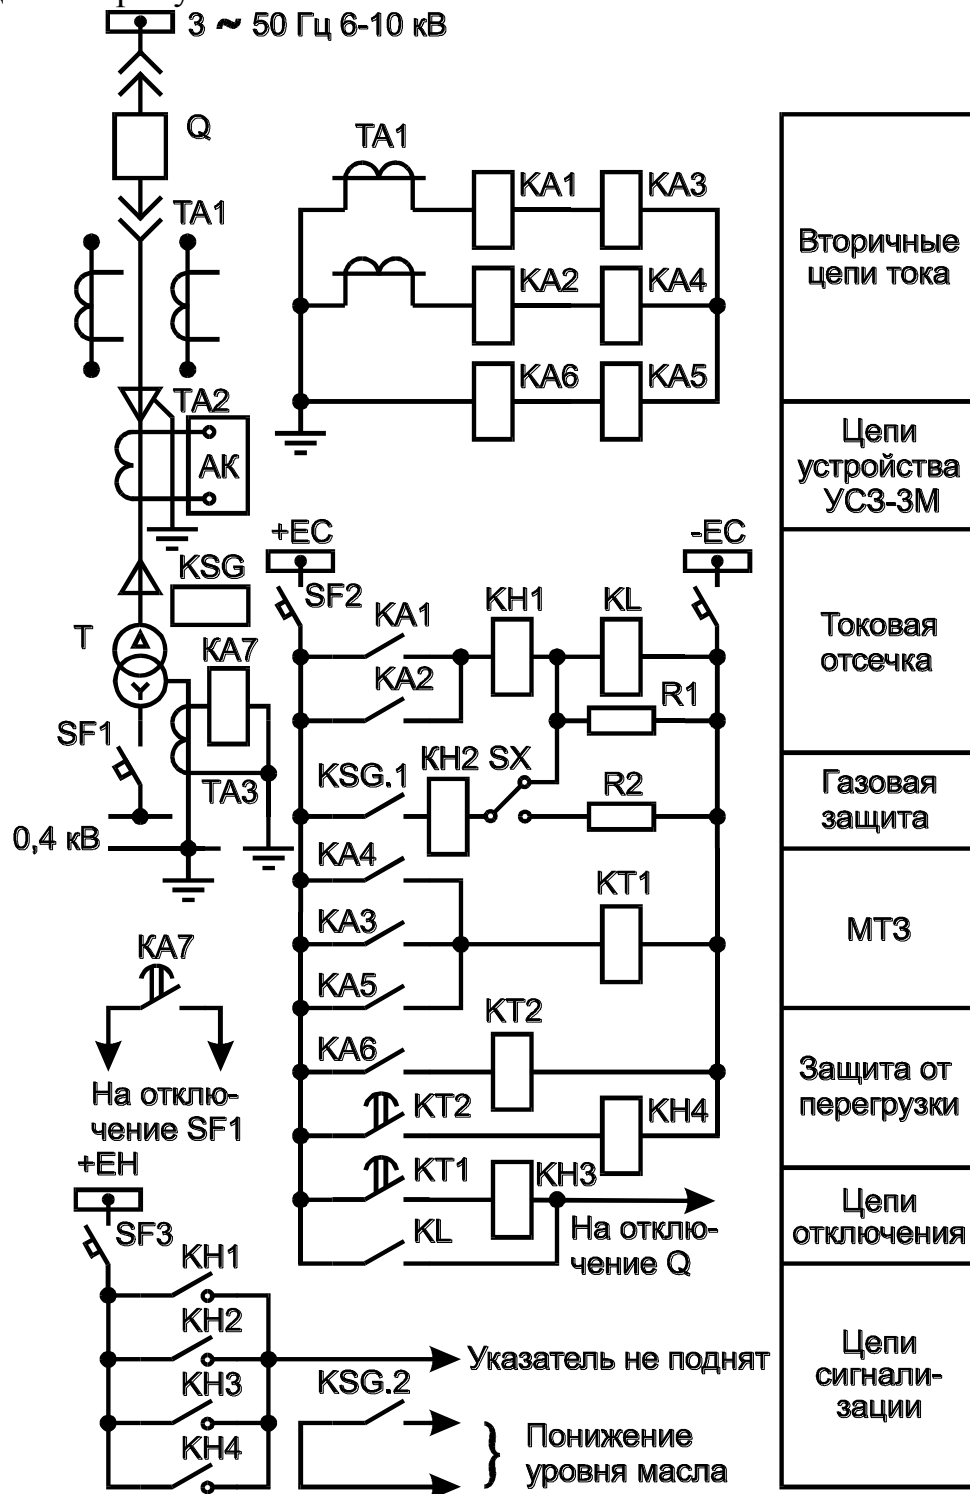 3 ~ 50 Гц 6-10 кВ
Q
TA1
TA1
KA1
KA3
KA2
KA4
KA6
KA5
Вторичные
цепи тока
TA2
АК
Цепи
устройства
УСЗ-3М
+EC
-EC
KSG
SF2
KA1
KH1
KL
T
KA7
KA2
R1
Токовая
отсечка
SF1
TA3
KSG.1
KH2
SX
R2
Газовая
защита
0,4 кВ
KA4
KA3
KA5
KT1
МТЗ
KA7
На отклю-
чение SF1
KA6
KT2
KT2
KH4
Защита от
перегрузки
KT1
KH3
KL
На отклю-
чение Q
Цепи
отключения
+EH
SF3
KH1
KH2
KH3
KH4
Указатель не поднят
KSG.2
Понижение
уровня масла
Цепи
сигнали-
зации